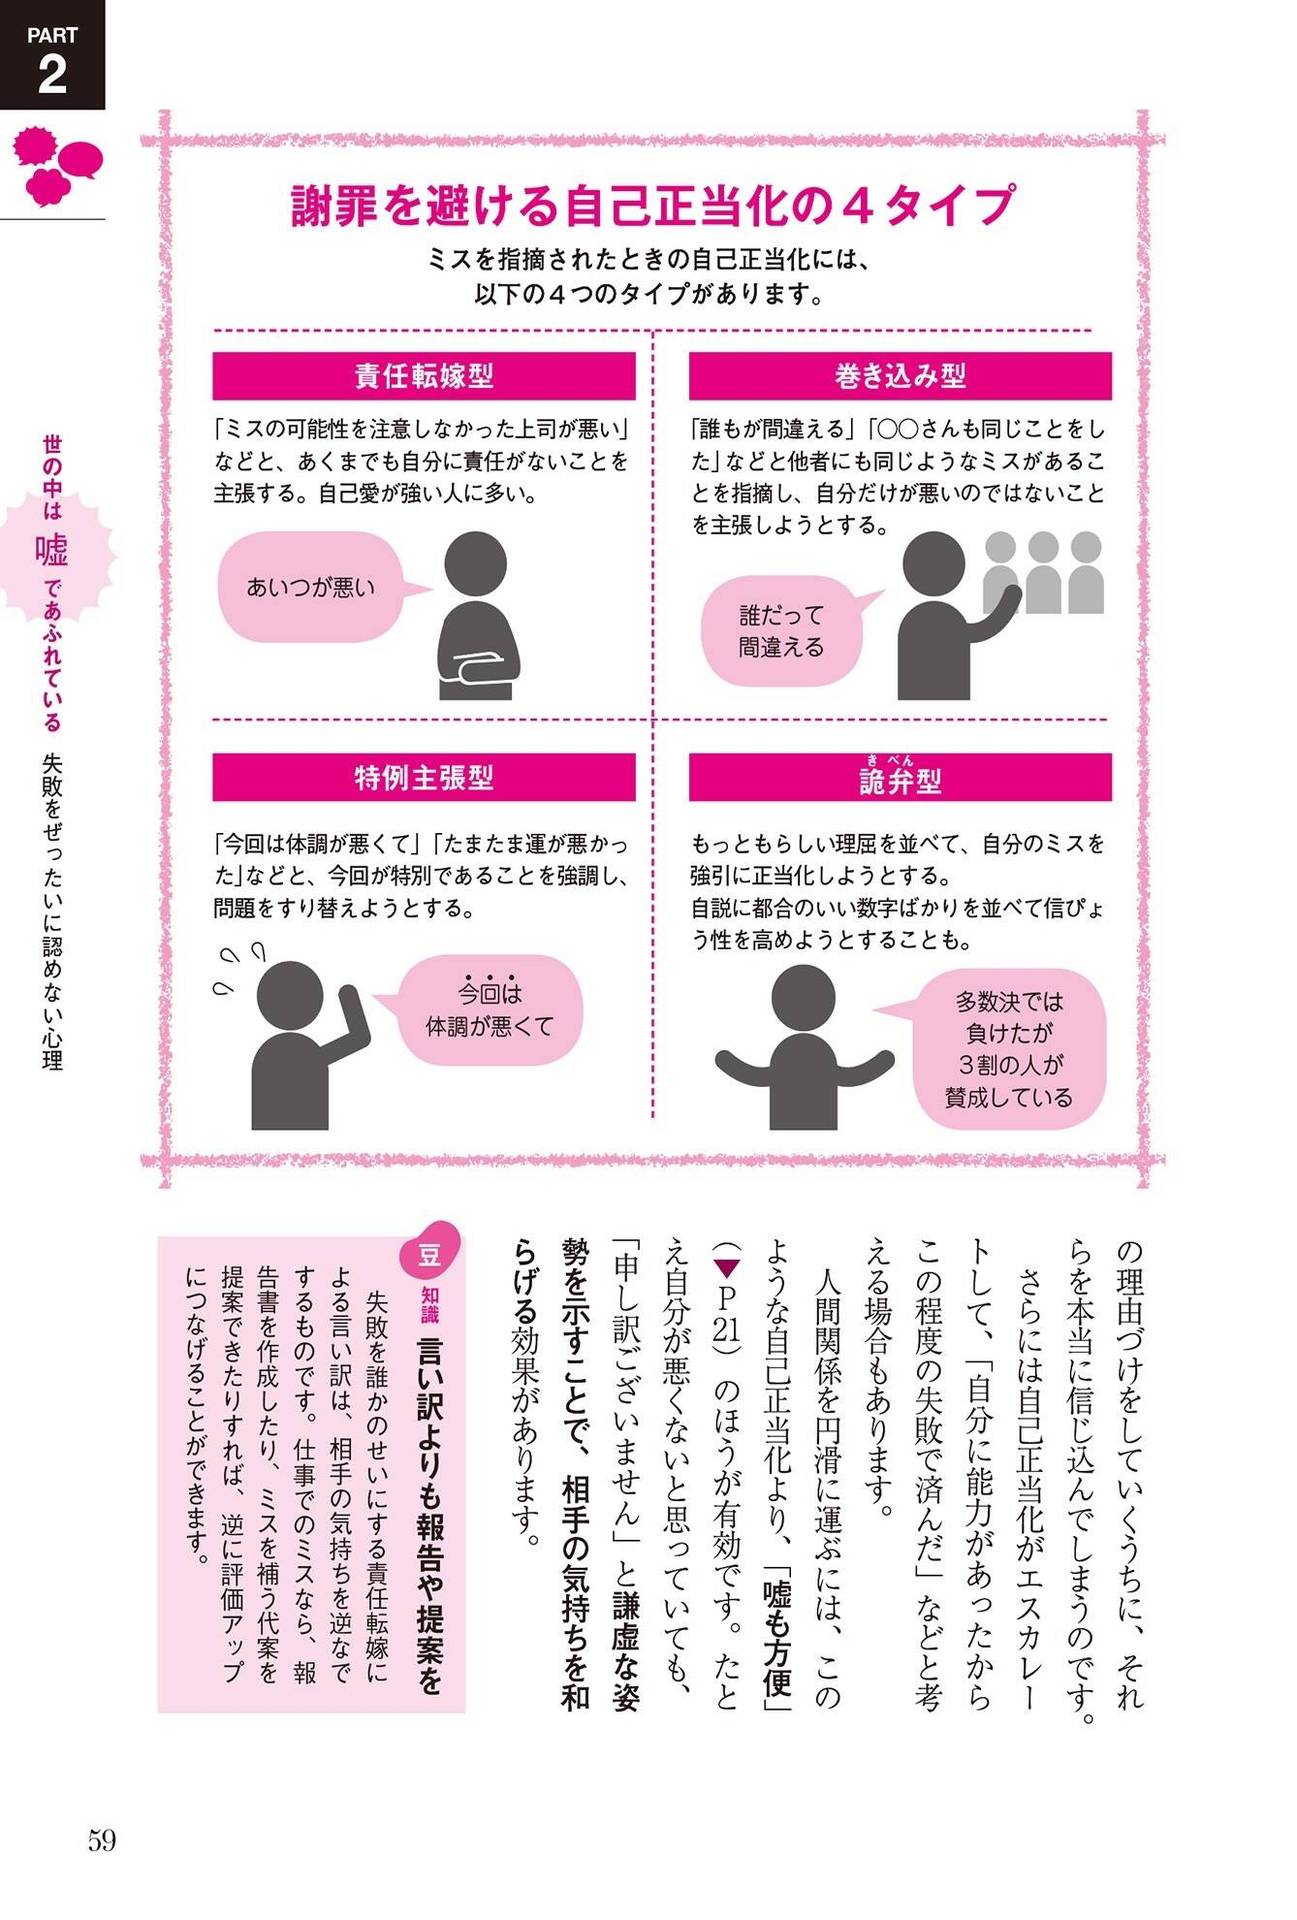 PART
2
世の中は嘘であふれている 失敗をぜったいに認めない心理
謝罪を避ける自己正当化の４タイプ
ミスを指摘されたときの自己正当化には、
以下の４つのタイプがあります。
責任転嫁型
「ミスの可能性を注意しなかった上司が悪い」
などと、あくまでも自分に責任がないことを
主張する。自己愛が強い人に多い。
あいつが悪い
巻き込み型
「誰もが間違える」「〇〇さんも同じことをし
た」などと他者にも同じようなミスがあるこ
とを指摘し、自分だけが悪いのではないこと
を主張しようとする。
誰だって
間違える
特例主張型
「今回は体調が悪くて」「たまたま運が悪かっ
た」などと、今回が特別であることを強調し、
問題をすり替えようとする。
今回は
体調が悪くて
きべん
詭弁型
もっともらしい理屈を並べて、自分のミスを
強引に正当化しようとする。
自説に都合のいい数字ばかりを並べて信ぴょ
う性を高めようとすることも。
多数決では
負けたが
３割の人が
賛成している
の理由づけをしていくうちに、それ
らを本当に信じ込んでしまうのです。
さらには自己正当化がエスカレー
トして、「自分に能力があったから
この程度の失敗で済んだ」などと考
える場合もあります。
人間関係を円滑に運ぶには、この
ような自己正当化より、「嘘も方便」
（▼P21）のほうが有効です。たと
え自分が悪くないと思っていても、
「申し訳ございません」と謙虚な姿
勢を示すことで、相手の気持ちを和
らげる効果があります。
豆知識 言い訳よりも報告や提案を
失敗を誰かのせいにする責任転嫁に
よる言い訳は、相手の気持ちを逆なで
するものです。仕事でのミスなら、報
告書を作成したり、ミスを補う代案を
提案できたりすれば、逆に評価アップ
につなげることができます。
59